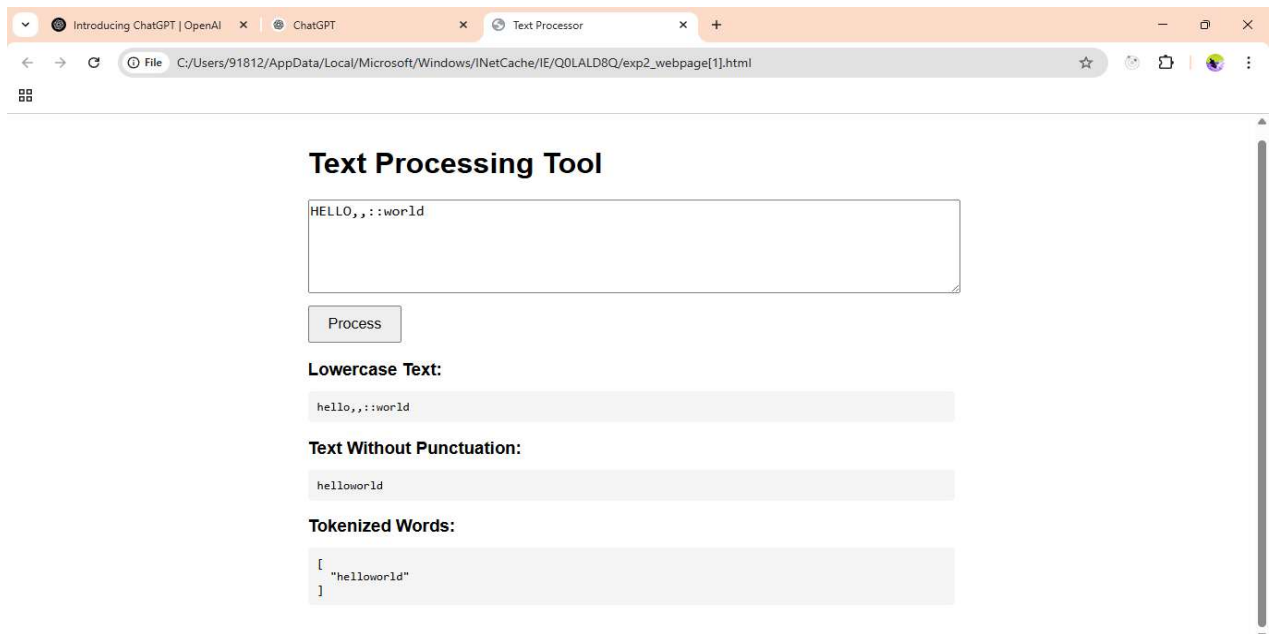 Introducing ChatGPT | OpenAI
ChatGPT
Text Processor
File C:/Users/91812/AppData/Local/Microsoft/Windows/INetCache/IE/Q0LALD8Q/exp2_webpage[1].html
Text Processing Tool
HELLO,,::world
Process
Lowercase Text:
hello,,::world
Text Without Punctuation:
helloworld
Tokenized Words:
[
"helloworld"
]